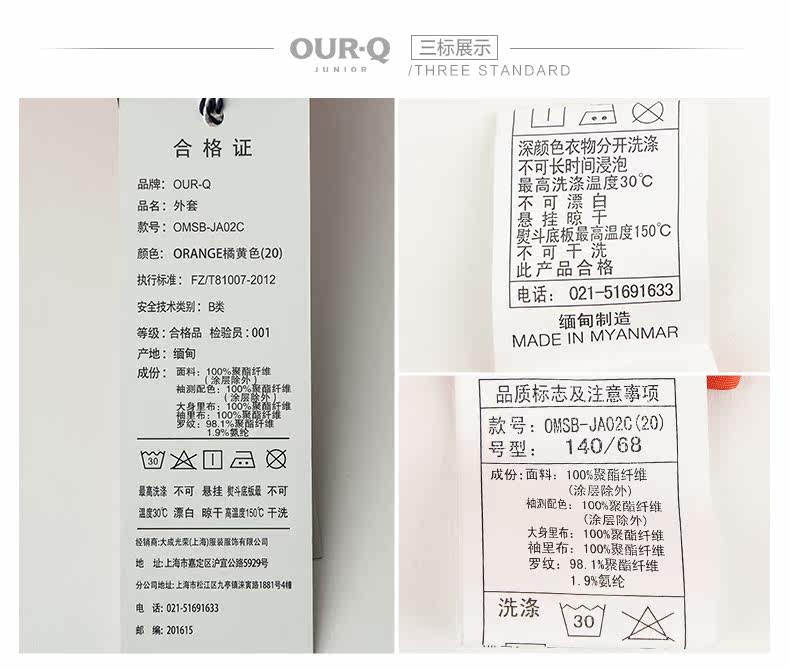 OUR-Q
JUNIOR
三标展示
/THREE STANDARD
合格证
品牌：OUR-Q
品名：外套
款号：OMSB-JA02C
颜色：ORANGE橘黄色(20)
执行标准：FZ/T81007-2012
安全技术类别：B类
等级：合格品 检验员：001
产地：缅甸
成份：面料：100%聚酯纤维
(涂层除外)
袖测配色：100%聚酯纤维
(涂层除外)
大身里布：100%聚酯纤维
袖里布：100%聚酯纤维
罗纹：98.1%聚酯纤维
1.9%氨纶
30
最高洗涤 不可 悬挂 熨斗底板最 不可
温度30℃ 漂白 晾干 高温度150℃ 干洗
经销商：大成光荣(上海)服装服饰有限公司
地 址：上海市嘉定区沪宜公路5929号
分公司地址：上海市松江区九亭镇涞寅路1881号4幢
电 话：021-51691633
邮 编：201615
深颜色衣物分开洗涤
不可长时间浸泡
最高洗涤温度30℃
不可漂白
悬挂晾干
熨斗底板最高温度150℃
不可干洗
此产品合格
电话：021-51691633
缅甸制造
MADE IN MYANMAR
品质标志及注意事项
款号：OMSB-JA02C(20)
号型：140/68
成份：面料：100%聚酯纤维
(涂层除外)
袖测配色：100%聚酯纤维
(涂层除外)
大身里布：100%聚酯纤维
袖里布：100%聚酯纤维
罗纹：98.1%聚酯纤维
1.9%氨纶
洗涤 30